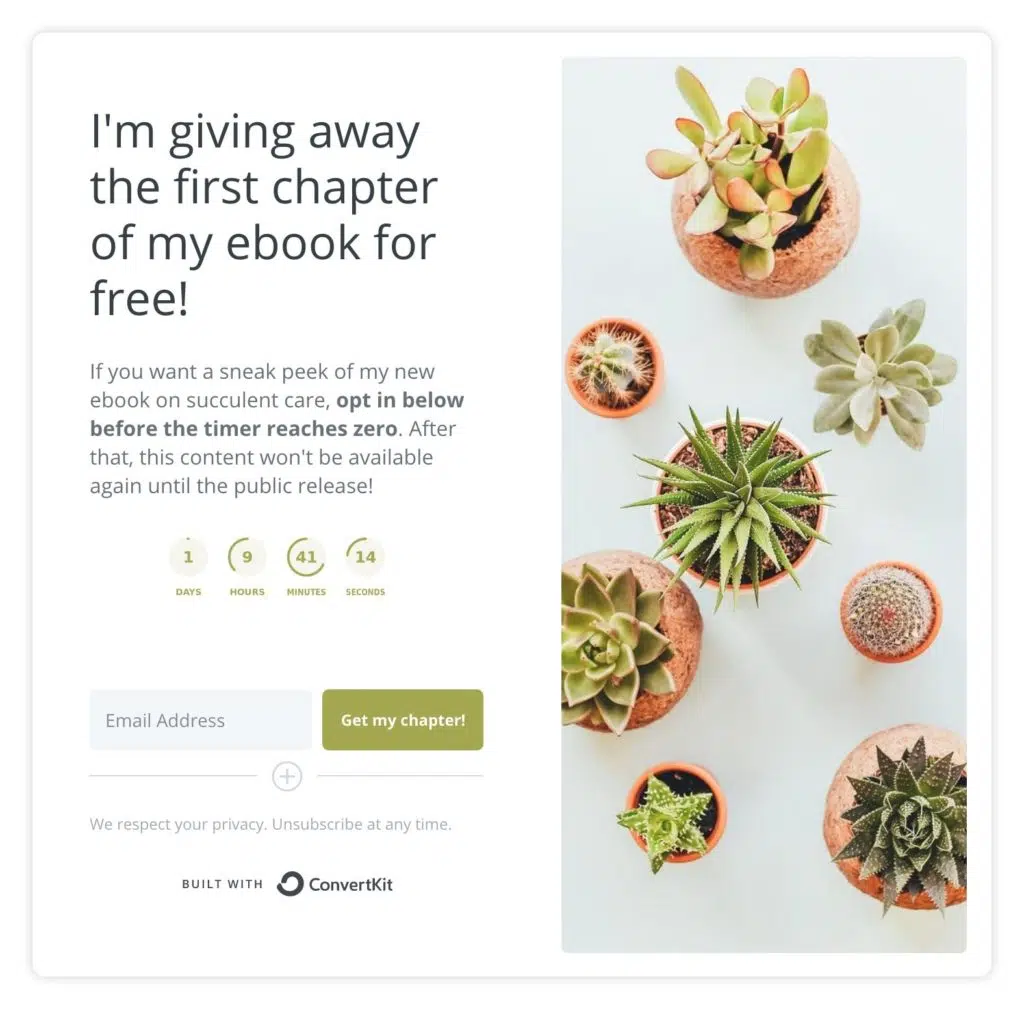 I'm giving away
the first chapter
of my ebook for
free!
If you want a sneak peek of my new
ebook on succulent care, opt in below
before the timer reaches zero. After
that, this content won't be available
again until the public release!
1 9 41 14
DAYS HOURS MINUTES SECONDS
Email Address Get my chapter!
We respect your privacy. Unsubscribe at any time.
BUILT WITH ConvertKit